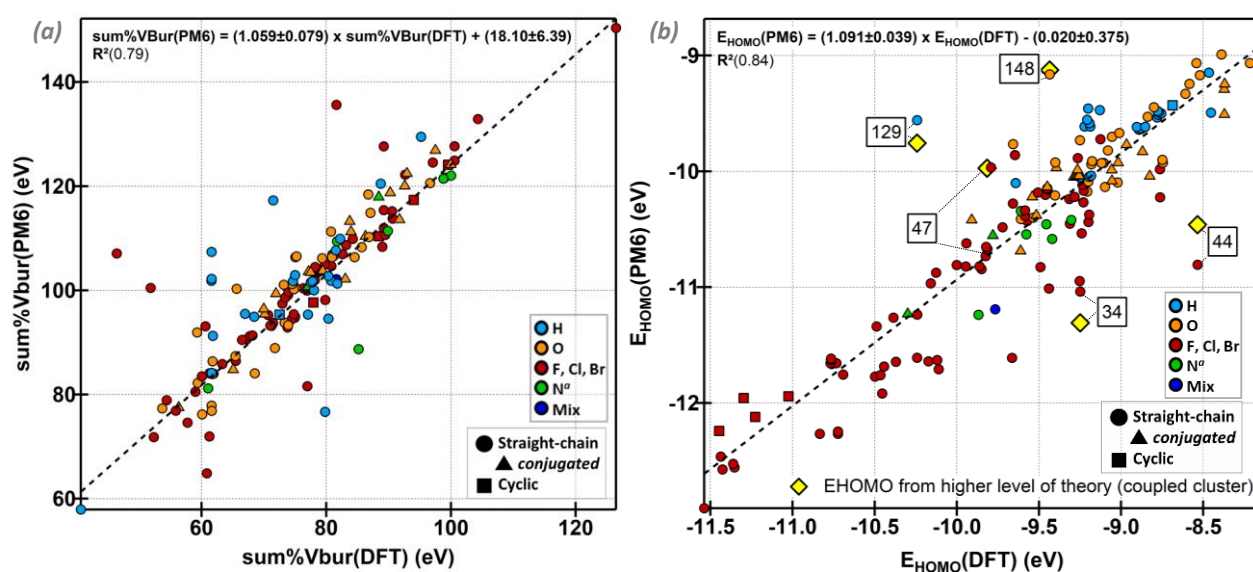 (a)
sum%VBur(PM6) = (1.059±0.079) x sum%VBur(DFT) + (18.10±6.39)
R²(0.79)
sum%Vbur(PM6) (eV)
140
120
100
80
60
H
O
F, Cl, Br
Nᵃ
Mix
Straight-chain
conjugated
Cyclic
60 80 100 120
sum%Vbur(DFT) (eV)
(b)
E_HOMO(PM6) = (1.091±0.039) x E_HOMO(DFT) - (0.020±0.375)
R²(0.84)
E_HOMO(PM6) (eV)
-9
-10
-11
-12
148
129
47
44
34
H
O
F, Cl, Br
Nᵃ
Mix
Straight-chain
conjugated
Cyclic
EHOMO from higher level of theory (coupled cluster)
-11.5 -11.0 -10.5 -10.0 -9.5 -9.0 -8.5
E_HOMO(DFT) (eV)